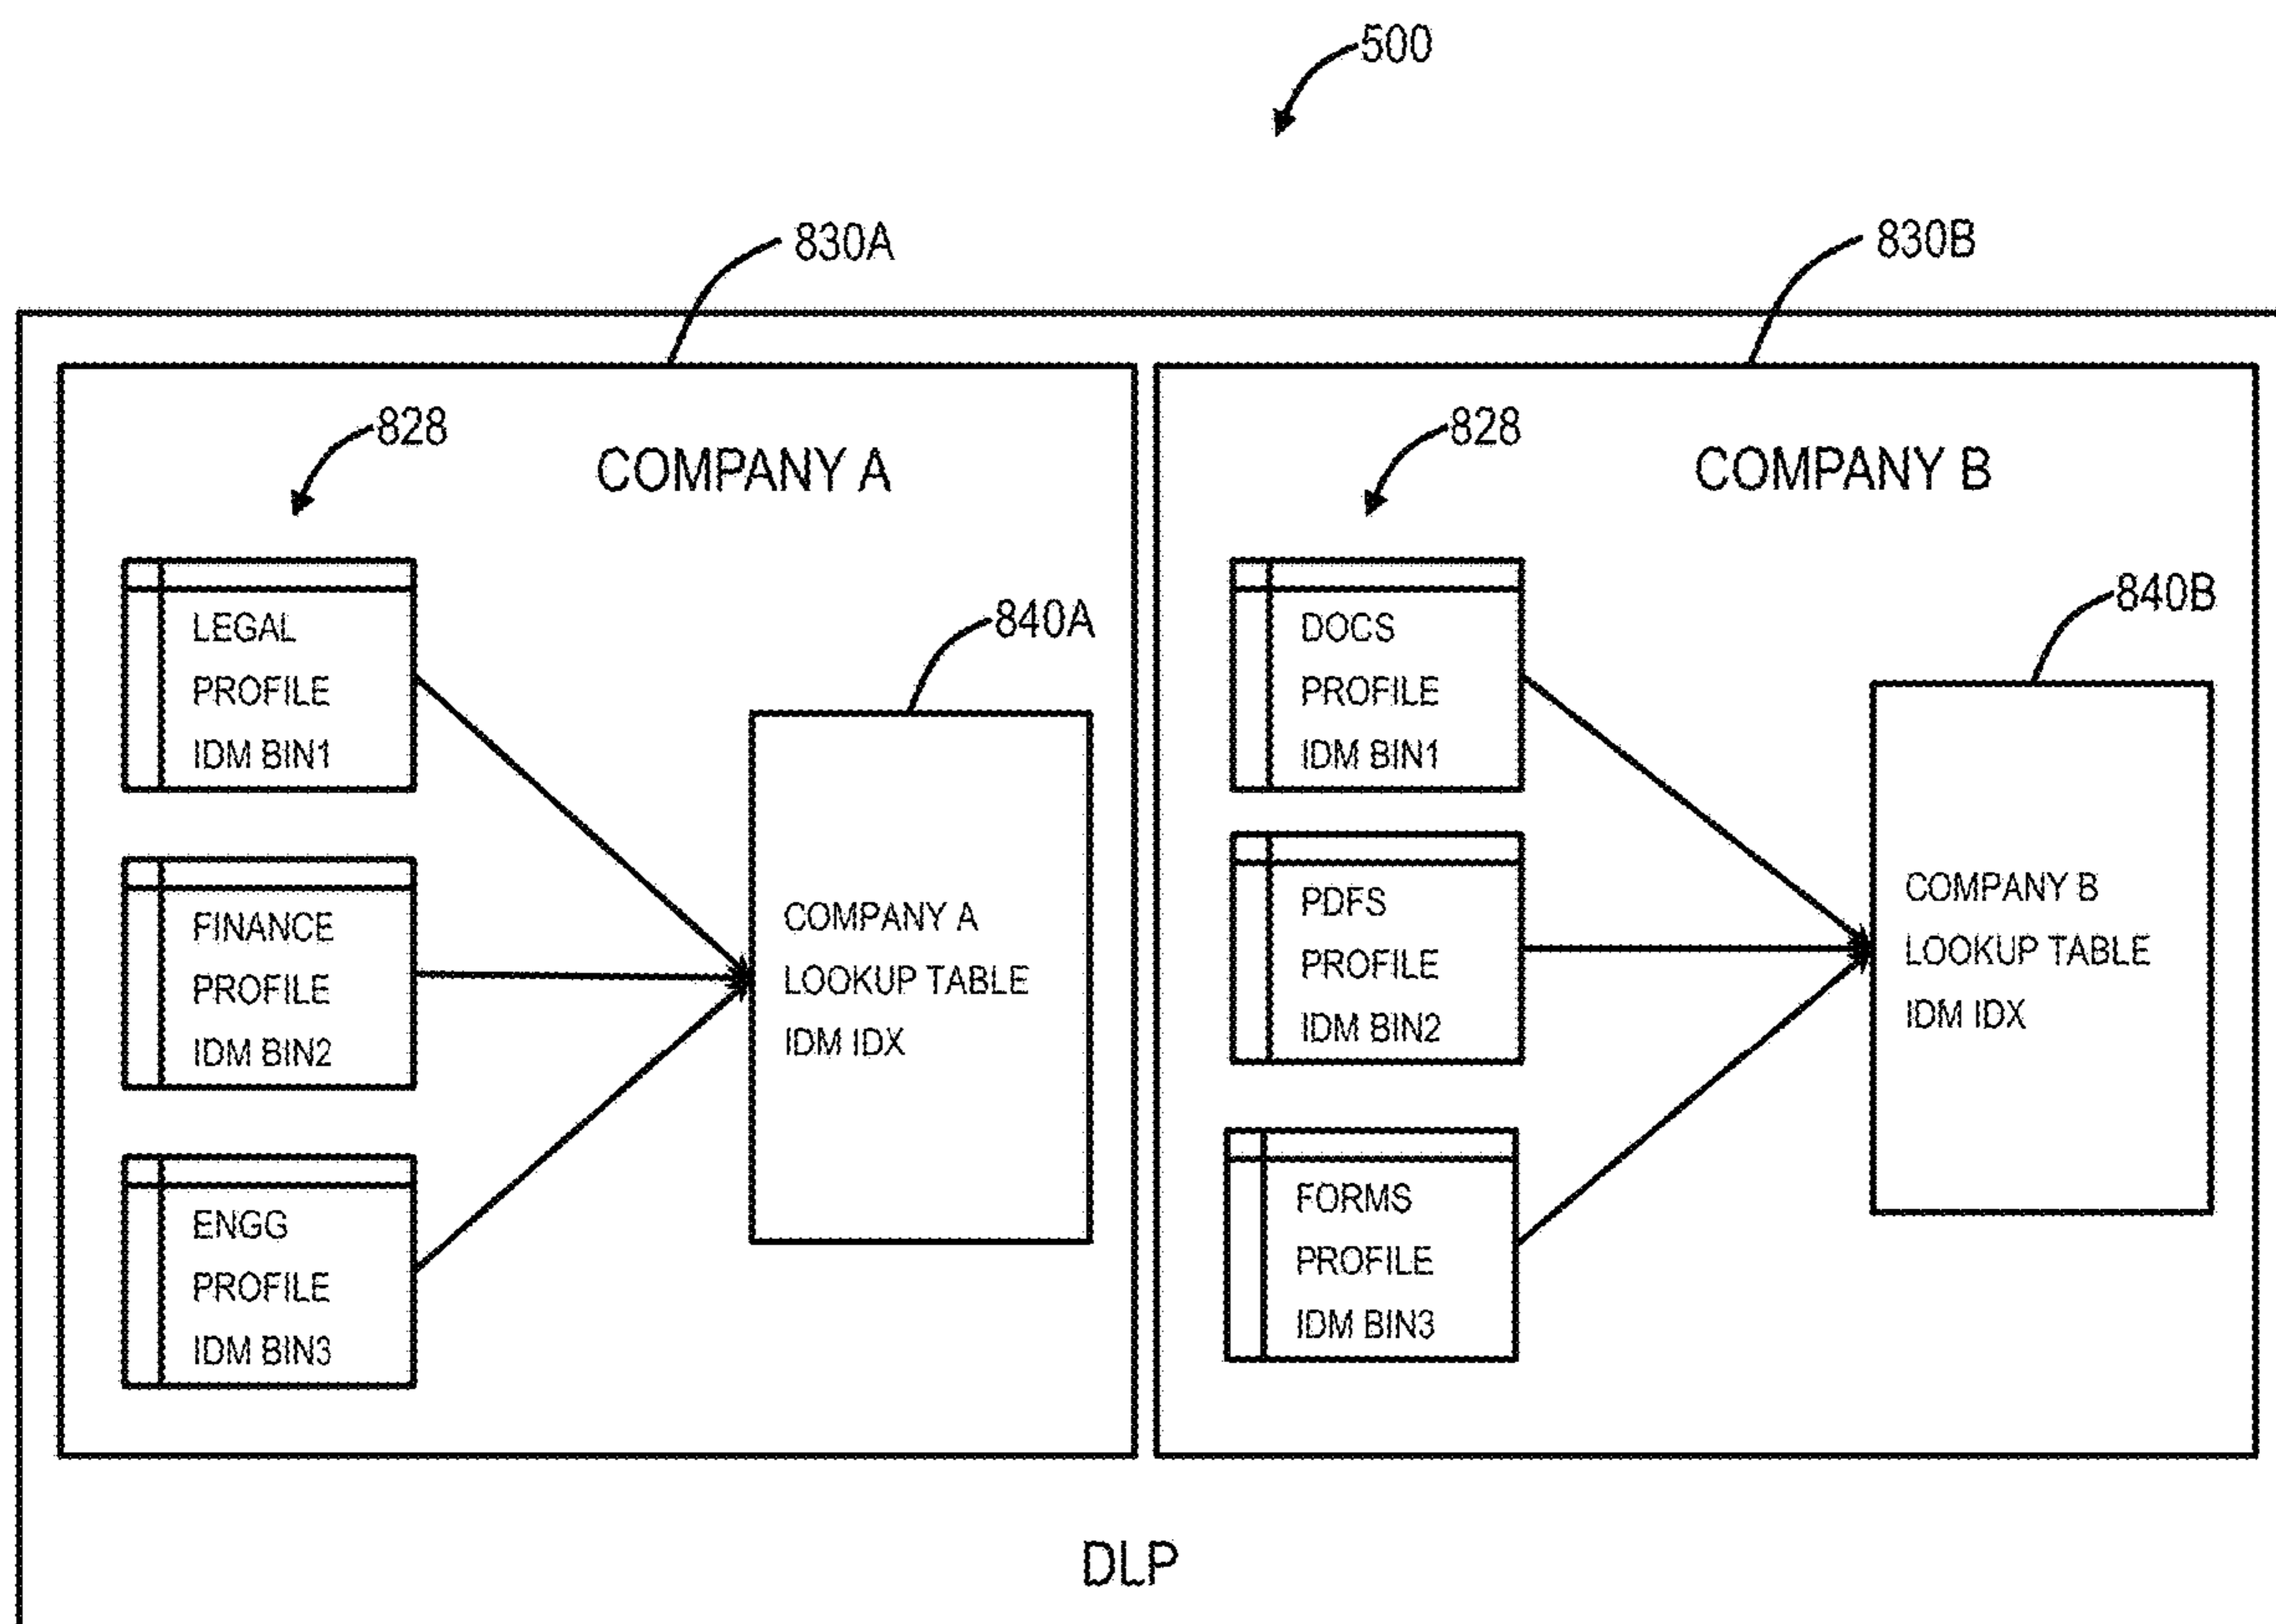 500
830A
830B
828
COMPANY A
LEGAL
PROFILE
IDM BIN1
FINANCE
PROFILE
IDM BIN2
ENGG
PROFILE
IDM BIN3
840A
COMPANY A
LOOKUP TABLE
IDM IDX
828
COMPANY B
DOCS
PROFILE
IDM BIN1
PDFS
PROFILE
IDM BIN2
FORMS
PROFILE
IDM BIN3
840B
COMPANY B
LOOKUP TABLE
IDM IDX
DLP